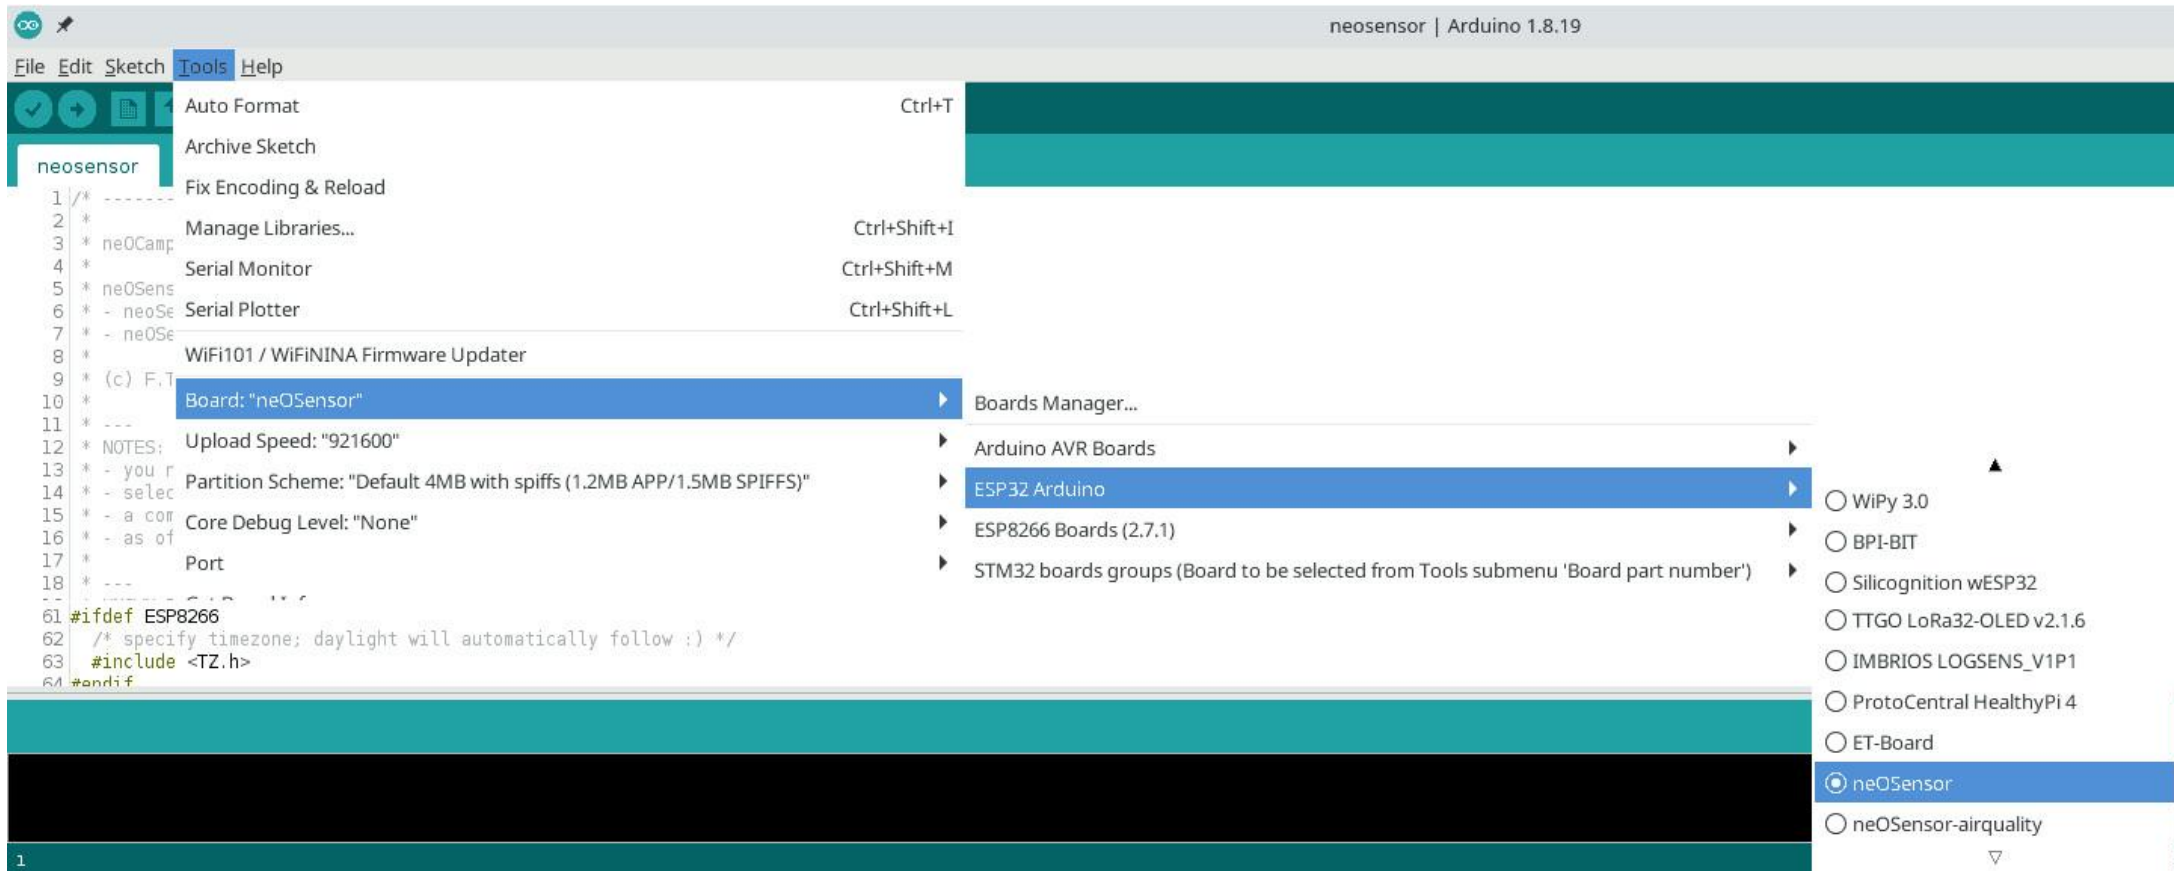 neosensor | Arduino 1.8.19
File Edit Sketch Tools Help
Auto Format Ctrl+T
Archive Sketch
neosensor
Fix Encoding & Reload
Manage Libraries... Ctrl+Shift+I
Serial Monitor Ctrl+Shift+M
Serial Plotter Ctrl+Shift+L
WiFi101 / WiFiNINA Firmware Updater
Board: "neOSensor"
Upload Speed: "921600"
Partition Scheme: "Default 4MB with spiffs (1.2MB APP/1.5MB SPIFFS)"
Core Debug Level: "None"
Port
1 /* -------
2 *
3 * neOCamp
4 *
5 * neOSens
6 * - neoSe
7 * - neOSe
8 *
9 * (c) F.T
10 *
11 * ---
12 * NOTES:
13 * - you r
14 * - selec
15 * - a com
16 * - as of
17 *
18 * ---
61 #ifdef ESP8266
62 /* specify timezone; daylight will automatically follow :) */
63 #include <TZ.h>
64 #endif
Boards Manager...
Arduino AVR Boards
ESP32 Arduino
ESP8266 Boards (2.7.1)
STM32 boards groups (Board to be selected from Tools submenu 'Board part number')
WiPy 3.0
BPI-BIT
Silicognition wESP32
TTGO LoRa32-OLED v2.1.6
IMBRIOS LOGSENS_V1P1
ProtoCentral HealthyPi 4
ET-Board
neOSensor
neOSensor-airquality
1